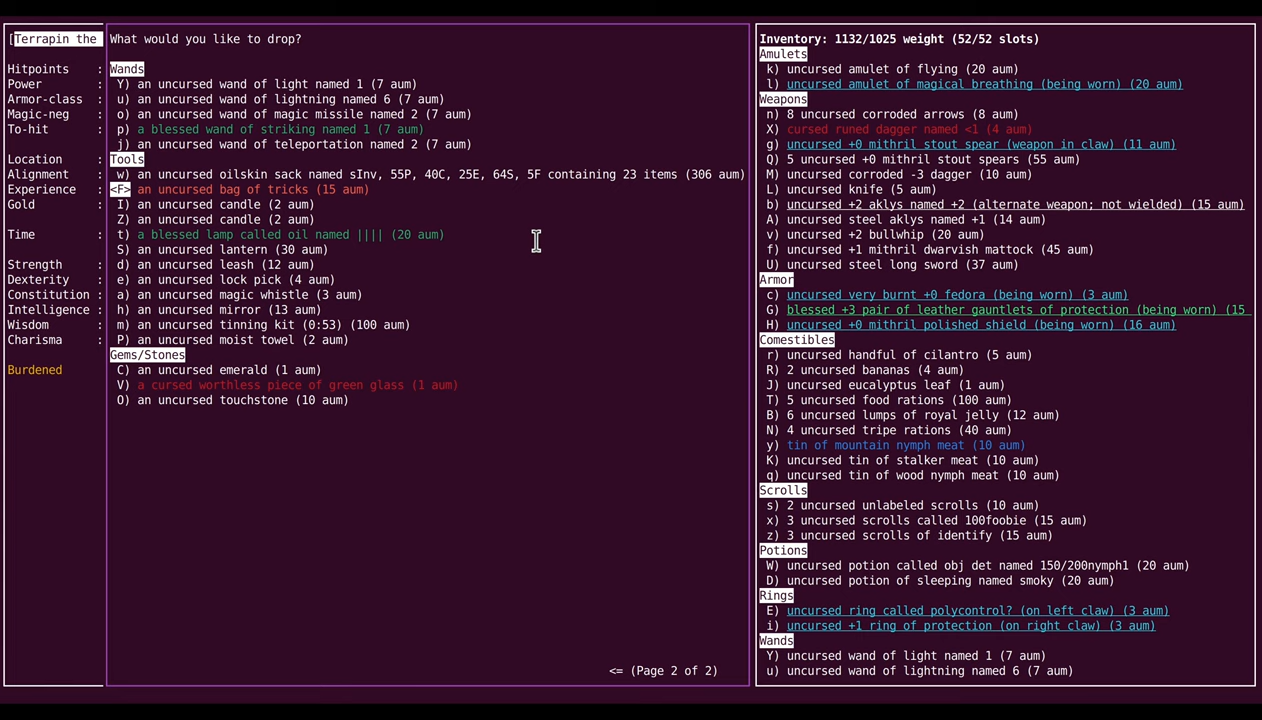 [Terrapin the
Hitpoints :
Power :
Armor-class :
Magic-neg :
To-hit :
Location :
Alignment :
Experience :
Gold :
Time :
Strength :
Dexterity :
Constitution :
Intelligence :
Wisdom :
Charisma :
Burdened
What would you like to drop?
Wands
Y) an uncursed wand of light named 1 (7 aum)
u) an uncursed wand of lightning named 6 (7 aum)
o) an uncursed wand of magic missile named 2 (7 aum)
p) a blessed wand of striking named 1 (7 aum)
j) an uncursed wand of teleportation named 2 (7 aum)
Tools
w) an uncursed oilskin sack named sInv, 55P, 40C, 25E, 64S, 5F containing 23 items (306 aum)
<F> an uncursed bag of tricks (15 aum)
I) an uncursed candle (2 aum)
Z) an uncursed candle (2 aum)
t) a blessed lamp called oil named |||| (20 aum)
S) an uncursed lantern (30 aum)
d) an uncursed leash (12 aum)
e) an uncursed lock pick (4 aum)
a) an uncursed magic whistle (3 aum)
h) an uncursed mirror (13 aum)
m) an uncursed tinning kit (0:53) (100 aum)
P) an uncursed moist towel (2 aum)
Gems/Stones
C) an uncursed emerald (1 aum)
V) a cursed worthless piece of green glass (1 aum)
O) an uncursed touchstone (10 aum)
<= (Page 2 of 2)
Inventory: 1132/1025 weight (52/52 slots)
Amulets
k) uncursed amulet of flying (20 aum)
l) uncursed amulet of magical breathing (being worn) (20 aum)
Weapons
n) 8 uncursed corroded arrows (8 aum)
X) cursed runed dagger named <1 (4 aum)
g) uncursed +0 mithril stout spear (weapon in claw) (11 aum)
Q) 5 uncursed +0 mithril stout spears (55 aum)
M) uncursed corroded -3 dagger (10 aum)
L) uncursed knife (5 aum)
b) uncursed +2 aklys named +2 (alternate weapon; not wielded) (15 aum)
A) uncursed steel aklys named +1 (14 aum)
v) uncursed +2 bullwhip (20 aum)
f) uncursed +1 mithril dwarvish mattock (45 aum)
U) uncursed steel long sword (37 aum)
Armor
c) uncursed very burnt +0 fedora (being worn) (3 aum)
G) blessed +3 pair of leather gauntlets of protection (being worn) (15
H) uncursed +0 mithril polished shield (being worn) (16 aum)
Comestibles
r) uncursed handful of cilantro (5 aum)
R) 2 uncursed bananas (4 aum)
J) uncursed eucalyptus leaf (1 aum)
T) 5 uncursed food rations (100 aum)
B) 6 uncursed lumps of royal jelly (12 aum)
N) 4 uncursed tripe rations (40 aum)
y) tin of mountain nymph meat (10 aum)
K) uncursed tin of stalker meat (10 aum)
q) uncursed tin of wood nymph meat (10 aum)
Scrolls
s) 2 uncursed unlabeled scrolls (10 aum)
x) 3 uncursed scrolls called 100foobie (15 aum)
z) 3 uncursed scrolls of identify (15 aum)
Potions
W) uncursed potion called obj det named 150/200nymph1 (20 aum)
D) uncursed potion of sleeping named smoky (20 aum)
Rings
E) uncursed ring called polycontrol? (on left claw) (3 aum)
i) uncursed +1 ring of protection (on right claw) (3 aum)
Wands
Y) uncursed wand of light named 1 (7 aum)
u) uncursed wand of lightning named 6 (7 aum)